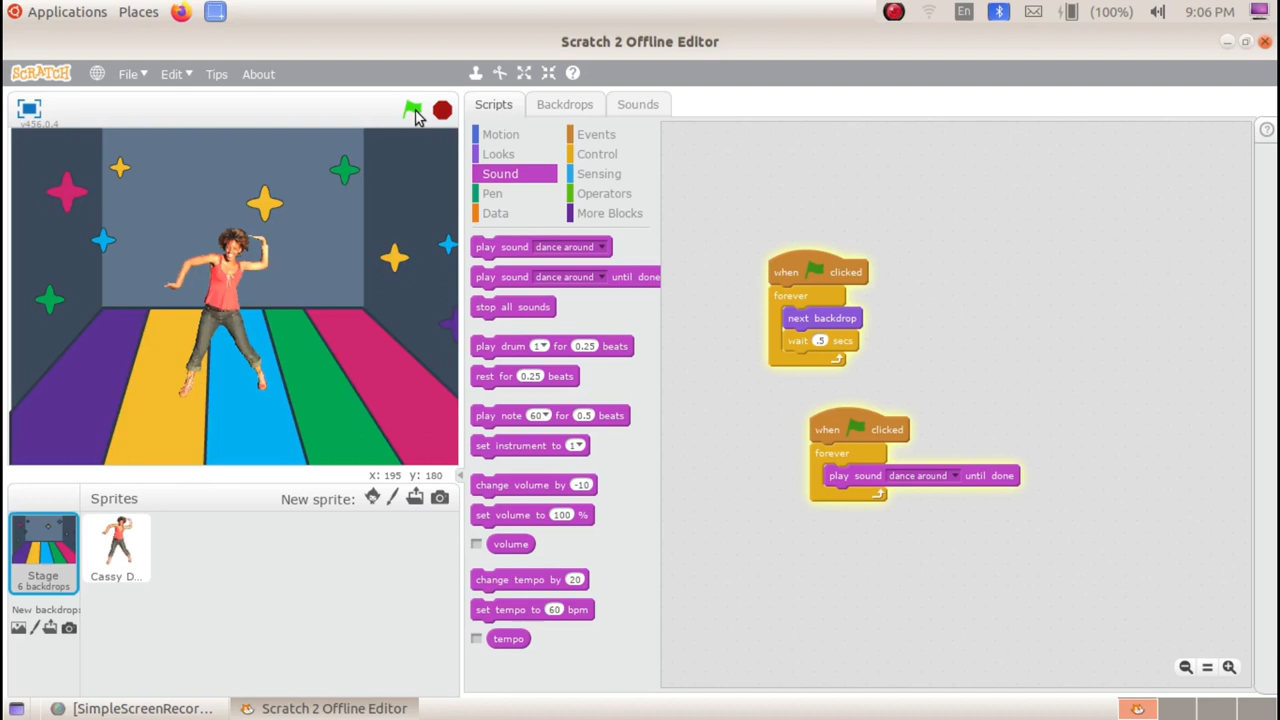 Applications Places En (100%) 9:06 PM
Scratch 2 Offline Editor
SCRATCH File Edit Tips About
v456.0.4
Scripts Backdrops Sounds
Motion Events
Looks Control
Sound Sensing
Pen Operators
Data More Blocks
play sound dance around
play sound dance around until done
stop all sounds
play drum 1 for 0.25 beats
rest for 0.25 beats
play note 60 for 0.5 beats
set instrument to 1
change volume by -10
set volume to 100 %
volume
change tempo by 20
set tempo to 60 bpm
tempo
when clicked
forever
next backdrop
wait .5 secs
when clicked
forever
play sound dance around until done
x: 195 y: 180
Sprites New sprite:
Stage
6 backdrops
Cassy D...
New backdrop:
[SimpleScreenRecor... Scratch 2 Offline Editor